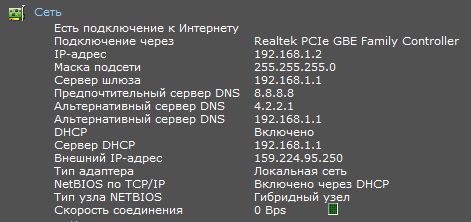 Сеть
Есть подключение к Интернету
Подключение через Realtek PCIe GBE Family Controller
IP-адрес 192.168.1.2
Маска подсети 255.255.255.0
Сервер шлюза 192.168.1.1
Предпочтительный сервер DNS 8.8.8.8
Альтернативный сервер DNS 4.2.2.1
Альтернативный сервер DNS 192.168.1.1
DHCP Включено
Сервер DHCP 192.168.1.1
Внешний IP-адрес 159.224.95.250
Тип адаптера Локальная сеть
NetBIOS по TCP/IP Включено через DHCP
Тип узла NETBIOS Гибридный узел
Скорость соединения 0 Bps